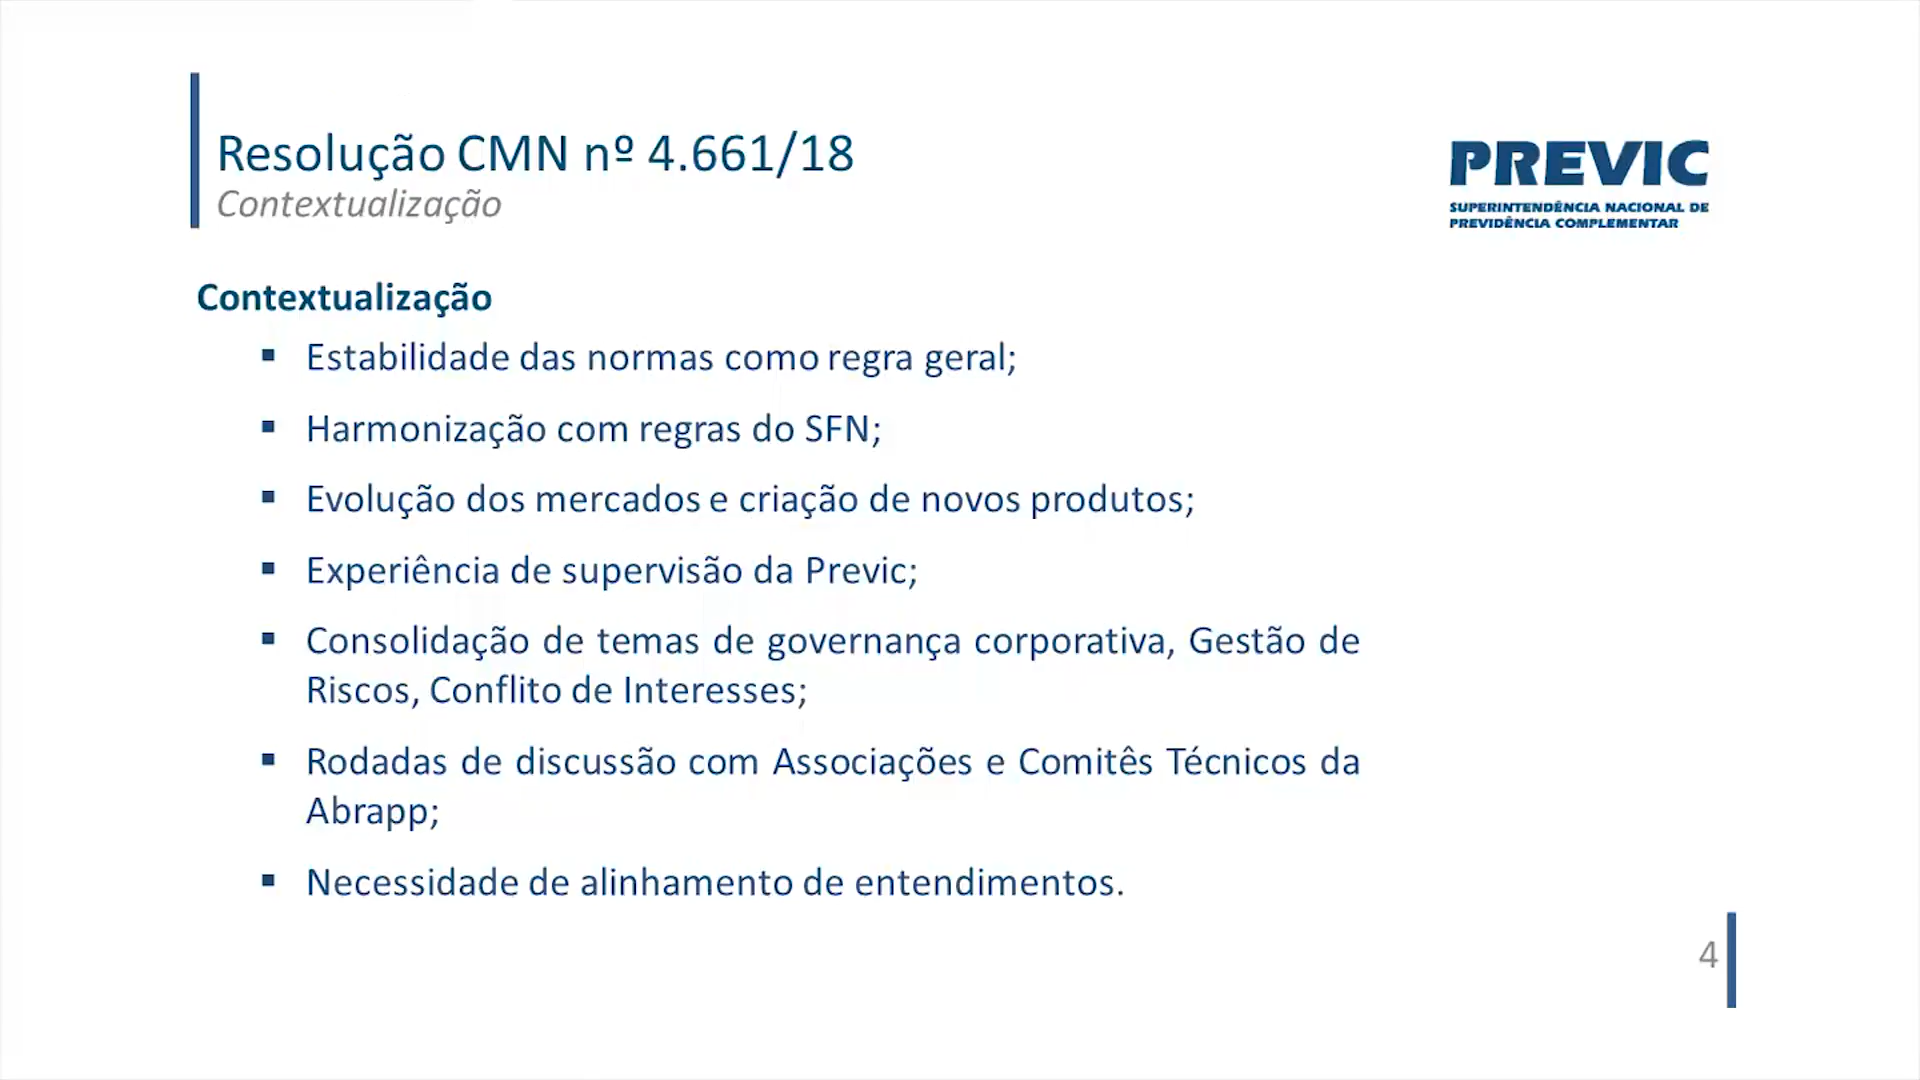 Resolução CMN nº 4.661/18
Contextualização
PREVIC
SUPERINTENDÊNCIA NACIONAL DE
PREVIDÊNCIA COMPLEMENTAR
Contextualização
▪ Estabilidade das normas como regra geral;
▪ Harmonização com regras do SFN;
▪ Evolução dos mercados e criação de novos produtos;
▪ Experiência de supervisão da Previc;
▪ Consolidação de temas de governança corporativa, Gestão de
Riscos, Conflito de Interesses;
▪ Rodadas de discussão com Associações e Comitês Técnicos da
Abrapp;
▪ Necessidade de alinhamento de entendimentos.
4